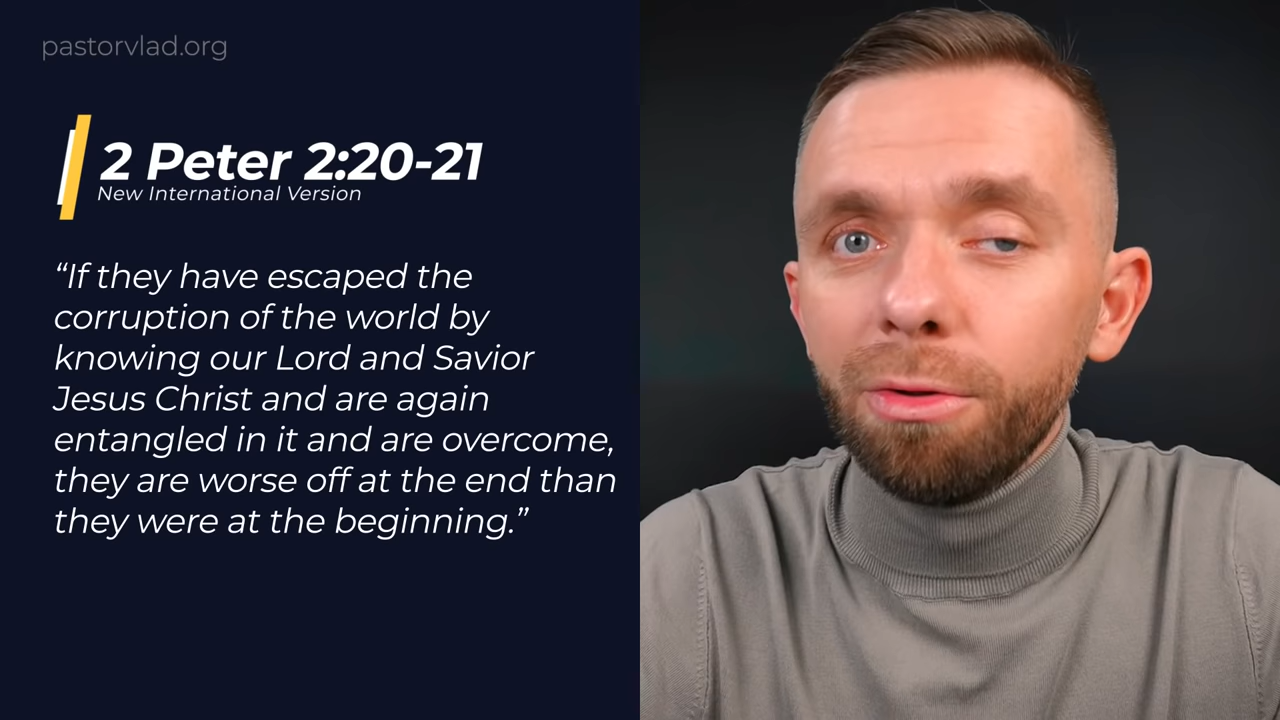 pastorvlad.org
2 Peter 2:20-21
New International Version
“If they have escaped the
corruption of the world by
knowing our Lord and Savior
Jesus Christ and are again
entangled in it and are overcome,
they are worse off at the end than
they were at the beginning.”